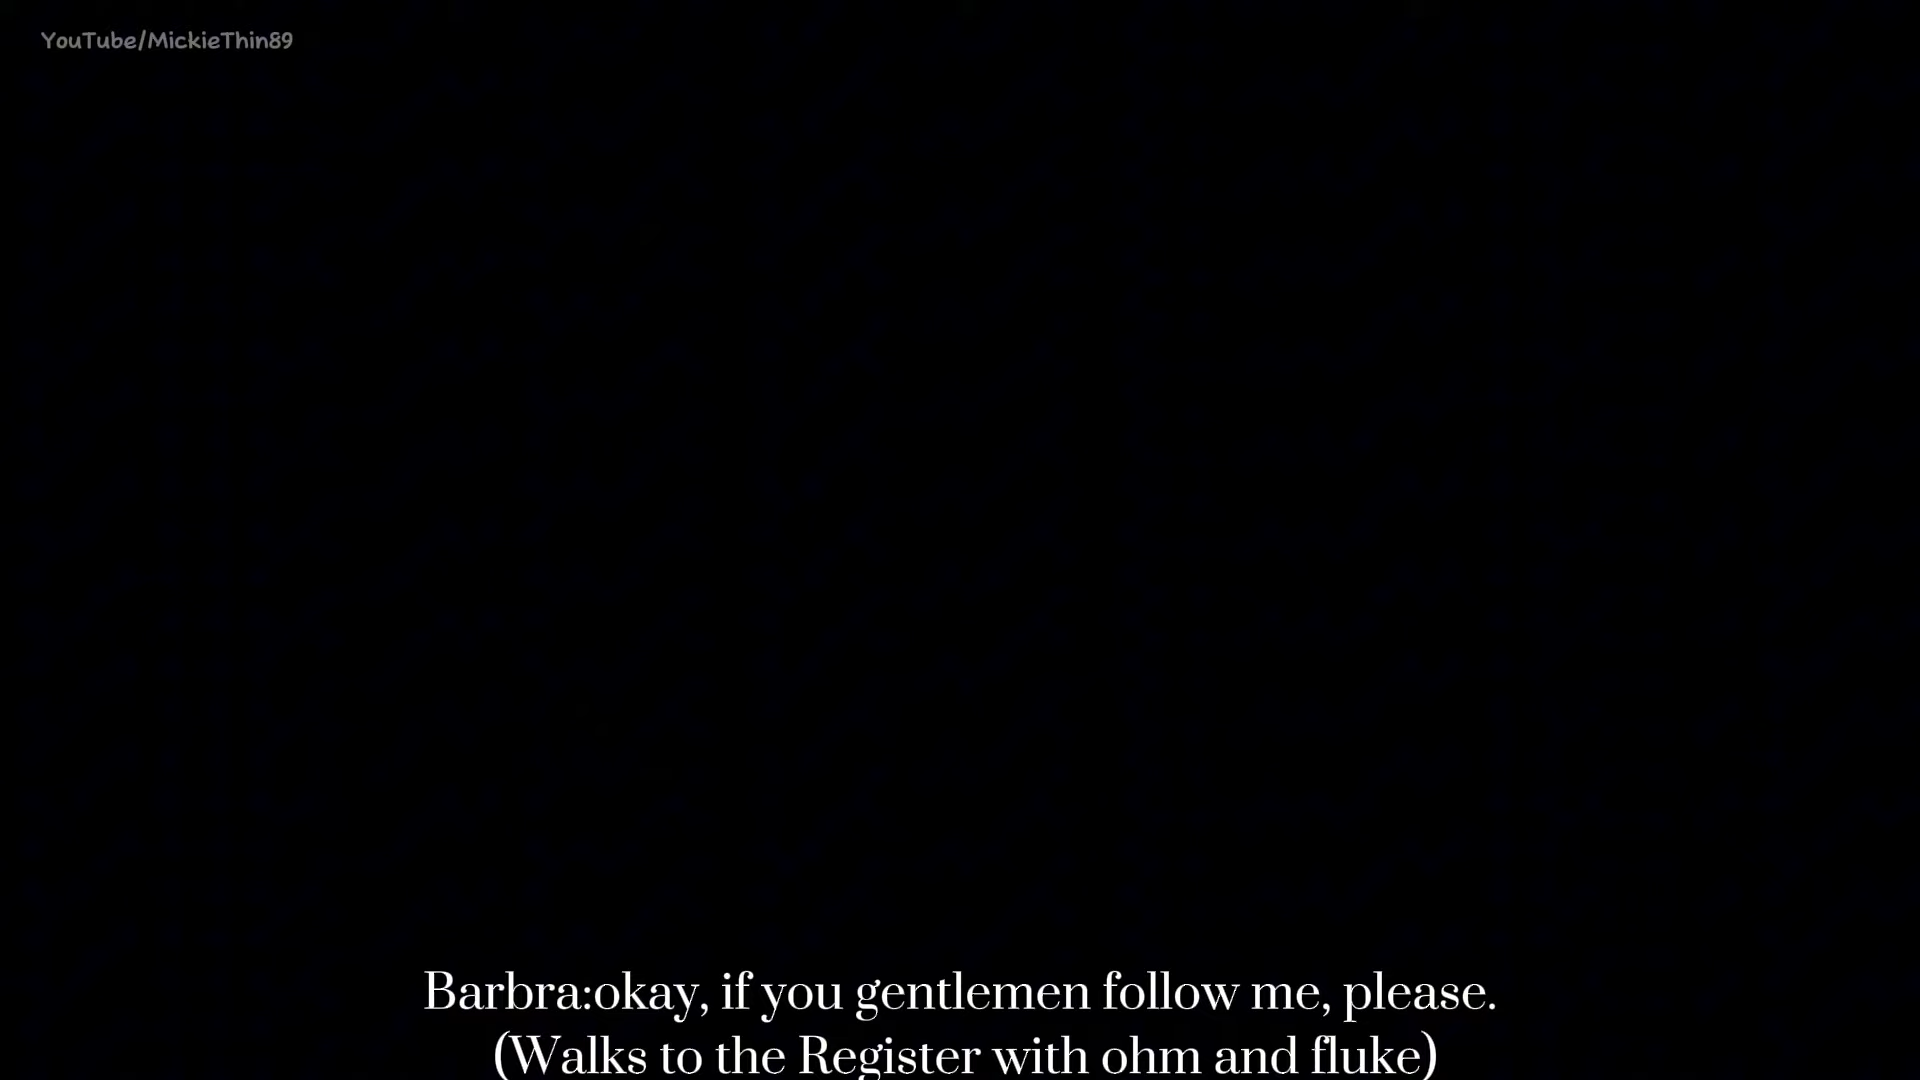 YouTube/MickieThin89
Barbra:okay, if you gentlemen follow me, please.
(Walks to the Register with ohm and fluke)